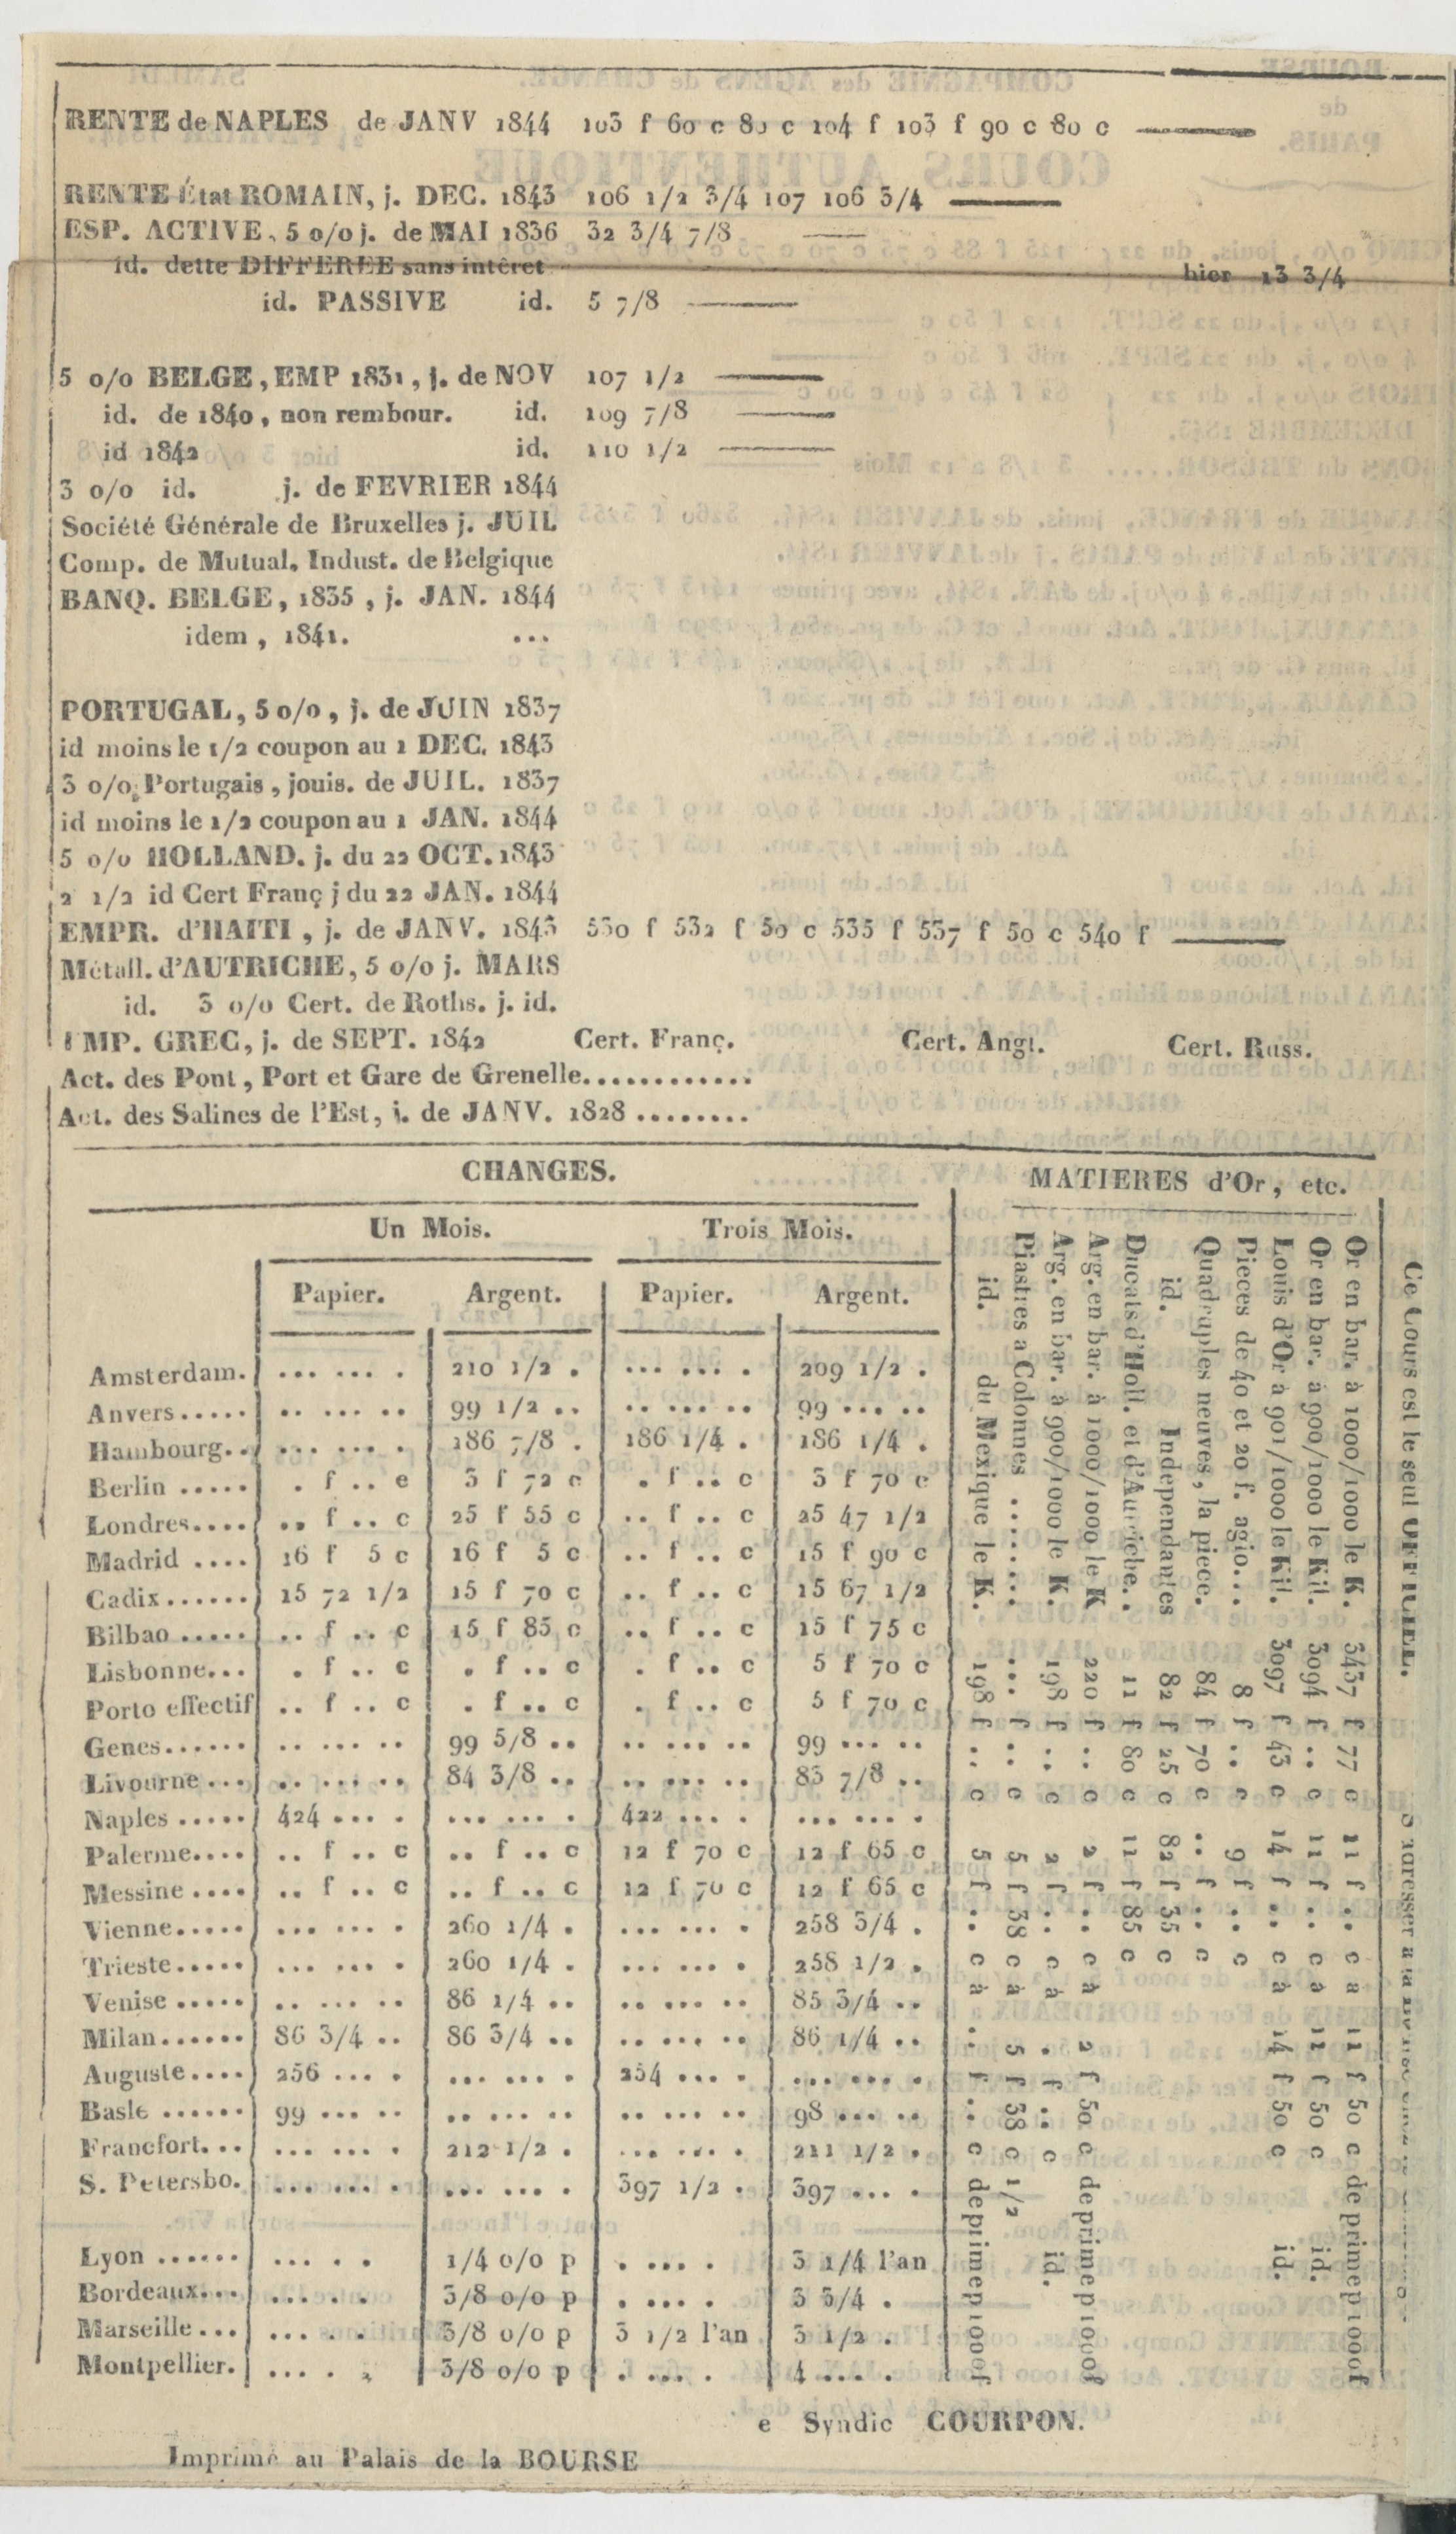 RENTE de NAPLES de JANV 1844 103 f 60 c 80 c 104 f 103 f 90 c 80 c
RENTE État ROMAIN, j. DEC. 1843 106 1/2 3/4 107 106 3/4
ESP. ACTIVE, 5 o/o j. de MAI 1836 32 3/4 7/8
id. dette DIFFEREE sans intêret hier 13 3/4
id. PASSIVE id. 5 7/8
5 o/o BELGE, EMP 1831, j. de NOV 107 1/2
id. de 1840, non rembour. id. 109 7/8
id 1842 id. 110 1/2
3 o/o id. j. de FEVRIER 1844
Société Générale de Bruxelles j. JUIL
Comp. de Mutual. Indust. de Belgique
BANQ. BELGE, 1835, j. JAN. 1844
idem, 1841. ...
PORTUGAL, 5 o/o, j. de JUIN 1837
id moins le 1/2 coupon au 1 DEC. 1843
3 o/o Portugais, jouis. de JUIL. 1837
id moins le 1/2 coupon au 1 JAN. 1844
5 o/o HOLLAND. j. du 22 OCT. 1843
2 1/2 id Cert Franç j du 22 JAN. 1844
EMPR. d'HAITI, j. de JANV. 1843 530 f 532 f 50 c 535 f 537 f 50 c 540 f
Métall. d'AUTRICHE, 5 o/o j. MARS
id. 3 o/o Cert. de Roths. j. id.
EMP. GREC, j. de SEPT. 1842 Cert. Franç. Cert. Angl. Cert. Russ.
Act. des Pont, Port et Gare de Grenelle............
Act. des Salines de l'Est, j. de JANV. 1828 ........
CHANGES.
Un Mois. Trois Mois.
Papier. Argent. Papier. Argent.
Amsterdam. ... ... . 210 1/2 . ... ... . 209 1/2 .
Anvers..... .. ... .. 99 1/2 .. .. ... .. 99 ... ..
Hambourg.. ... ... . 186 7/8 . 186 1/4 . 186 1/4 .
Berlin ..... . f .. e 3 f 72 c . f .. c 3 f 70 c
Londres.... .. f .. c 25 f 55 c .. f .. c 25 47 1/2
Madrid .... 16 f 5 c 16 f 5 c .. f .. c 15 f 90 c
Cadix...... 15 72 1/2 15 f 70 c .. f .. c 15 67 1/2
Bilbao ..... .. f .. c 15 f 85 c .. f .. c 15 f 75 c
Lisbonne... . f .. c . f .. c . f .. c 5 f 70 c
Porto effectif .. f .. c . f .. c . f .. c 5 f 70 c
Genes...... .. ... .. 99 5/8 .. .. ... .. 99 ... ..
Livourne ... .. ... .. 84 3/8 .. .. ... .. 83 7/8 ..
Naples ..... 424 ... . ... ... . 422 ... . ... ... .
Palerme.... .. f .. c .. f .. c 12 f 70 c 12 f 65 c
Messine .... .. f .. c .. f .. c 12 f 70 c 12 f 65 c
Vienne..... ... ... . 260 1/4 . ... ... . 258 3/4 .
Trieste..... ... ... . 260 1/4 . ... ... . 258 1/2 .
Venise ..... .. ... .. 86 1/4 .. .. ... .. 85 3/4 ..
Milan...... 86 3/4 .. 86 3/4 .. .. ... .. 86 1/4 ..
Auguste.... 256 ... . ... ... . 254 ... . ... ... .
Basle ...... 99 ... .. .. ... .. .. ... .. 98 ... ..
Francfort. .. ... ... . 212 1/2 . ... ... . 211 1/2 .
S. Petersbo. ... ... . ... ... . 397 1/2 . 397 ... .
Lyon ...... ... . . 1/4 o/o p . ... . 3 1/4 l'an
Bordeaux... ... . . 3/8 o/o p . ... . 3 3/4 .
Marseille ... ... . . 3/8 o/o p 3 1/2 l'an 3 1/2 .
Montpellier. ... . . 3/8 o/o p . ... . 4 ... .
MATIERES d'Or, etc.
Or en bar. à 1000/1000 le K. 3437 f 77 c 11 f .. c a 11 f 50 c de prime p 1000f
Or en bar. à 900/1000 le Kil. 3094 f .. c 11 f .. c à 11 f 50 c id.
Louis d'Or à 901/1000 le Kil. 3097 f 43 c 14 f .. c à 14 f 50 c id.
Pieces de 40 et 20 f. agio... 8 f .. c 9 f .. c
Quadruples neuves, la piece. 84 f 70 c .. f .. c
id. Independantes 82 f 25 c 82 f 35 c
Ducats d'Holl. et d'Autriche.. 11 f 80 c 11 f 85 c
Arg. en bar. à 1000/1000 le K 220 f .. c 2 f .. c à 2 f 50 c de prime p 1000f
Arg. en bar. à 900/1000 le K. 198 f .. c 2 f .. c à . f .. c id.
Piastres a Colonnes ....... ... f .. c 5 f 38 c à 5 f 38 c 1/2
id. du Mexique le K. 198 f .. c 5 f .. c à .. f .. c de prime p 1000f
Ce Cours est le seul OFFICIEL.
e Syndic COURPON.
Imprimé au Palais de la BOURSE